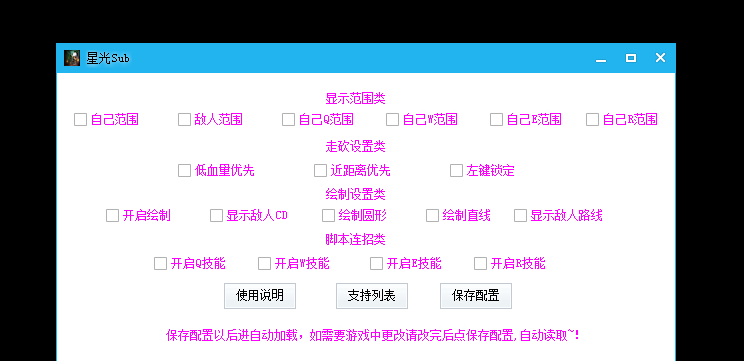 星光Sub
显示范围类
自己范围 敌人范围 自己Q范围 自己W范围 自己E范围 自己R范围
走砍设置类
低血量优先 近距离优先 左键锁定
绘制设置类
开启绘制 显示敌人CD 绘制圆形 绘制直线 显示敌人路线
脚本连招类
开启Q技能 开启W技能 开启E技能 开启R技能
使用说明 支持列表 保存配置
保存配置以后进自动加载，如需要游戏中更改请改完后点保存配置,自动读取~!